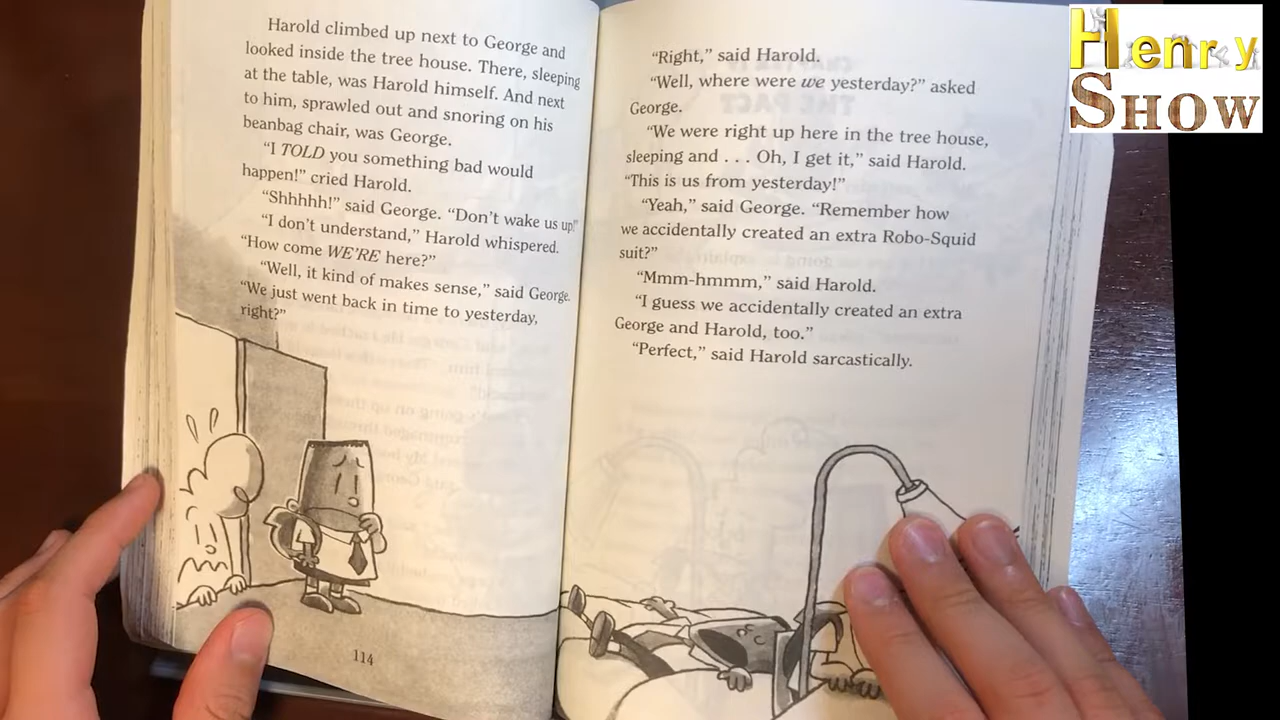 Harold climbed up next to George and
looked inside the tree house. There, sleeping
at the table, was Harold himself. And next
to him, sprawled out and snoring on his
beanbag chair, was George.
“I TOLD you something bad would
happen!” cried Harold.
“Shhhhh!” said George. “Don’t wake us up!”
“I don’t understand,” Harold whispered.
“How come WE’RE here?”
“Well, it kind of makes sense,” said George.
“We just went back in time to yesterday,
right?”
114
“Right,” said Harold.
“Well, where were we yesterday?” asked
George.
“We were right up here in the tree house,
sleeping and . . . Oh, I get it,” said Harold.
“This is us from yesterday!”
“Yeah,” said George. “Remember how
we accidentally created an extra Robo-Squid
suit?”
“Mmm-hmmm,” said Harold.
“I guess we accidentally created an extra
George and Harold, too.”
“Perfect,” said Harold sarcastically.
Henry
SHOW